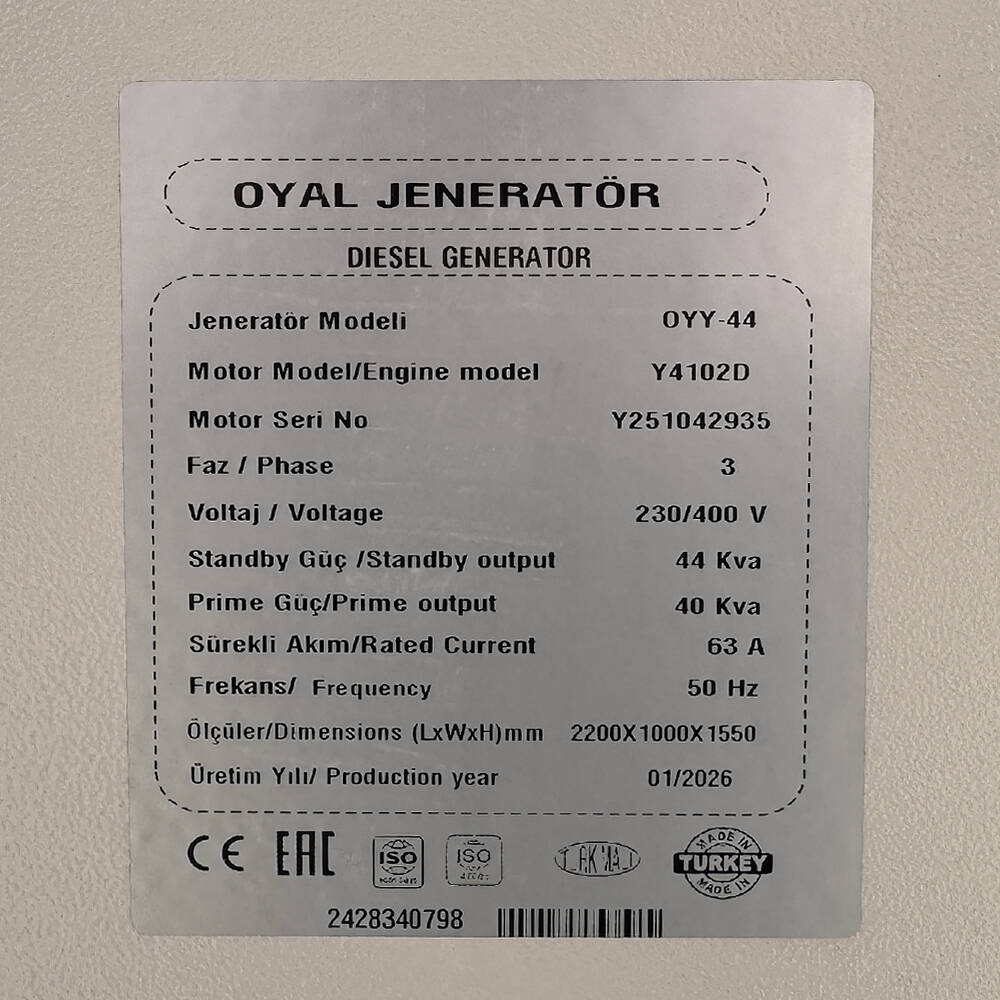 OYAL JENERATÖR
DIESEL GENERATOR
Jeneratör Modeli OYY-44
Motor Model/Engine model Y4102D
Motor Seri No Y251042935
Faz / Phase 3
Voltaj / Voltage 230/400 V
Standby Güç /Standby output 44 Kva
Prime Güç/Prime output 40 Kva
Sürekli Akım/Rated Current 63 A
Frekans/ Frequency 50 Hz
Ölçüler/Dimensions (LxWxH)mm 2200X1000X1550
Üretim Yılı/ Production year 01/2026
CE EAC ISO ISO MADE IN TURKEY MADE IN
2428340798